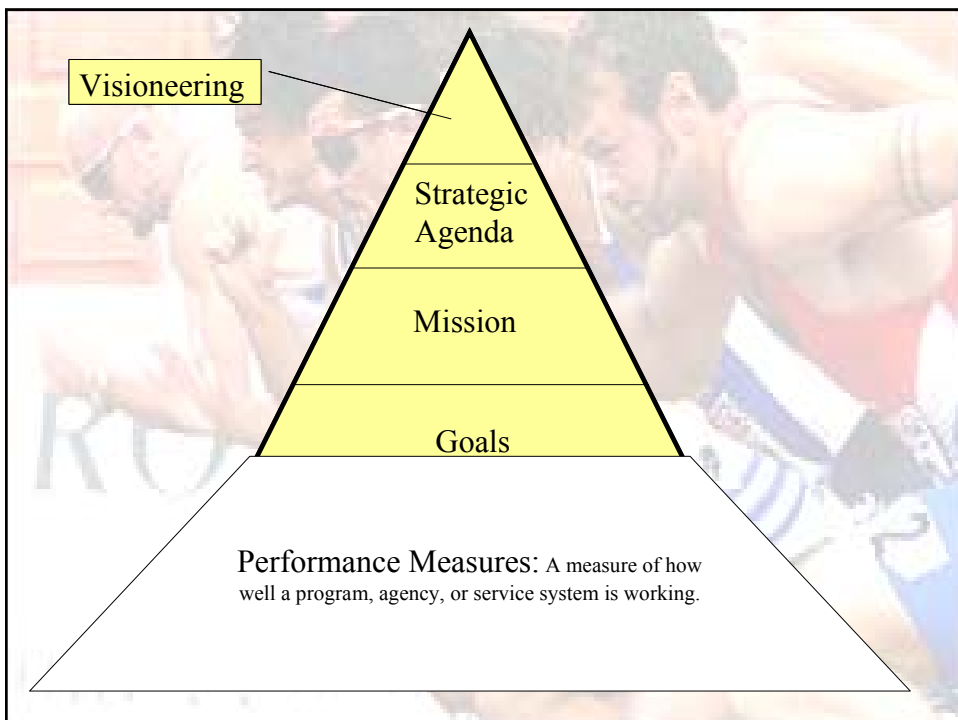 Visioneering
Strategic
Agenda
Mission
Goals
Performance Measures: A measure of how
well a program, agency, or service system is working.